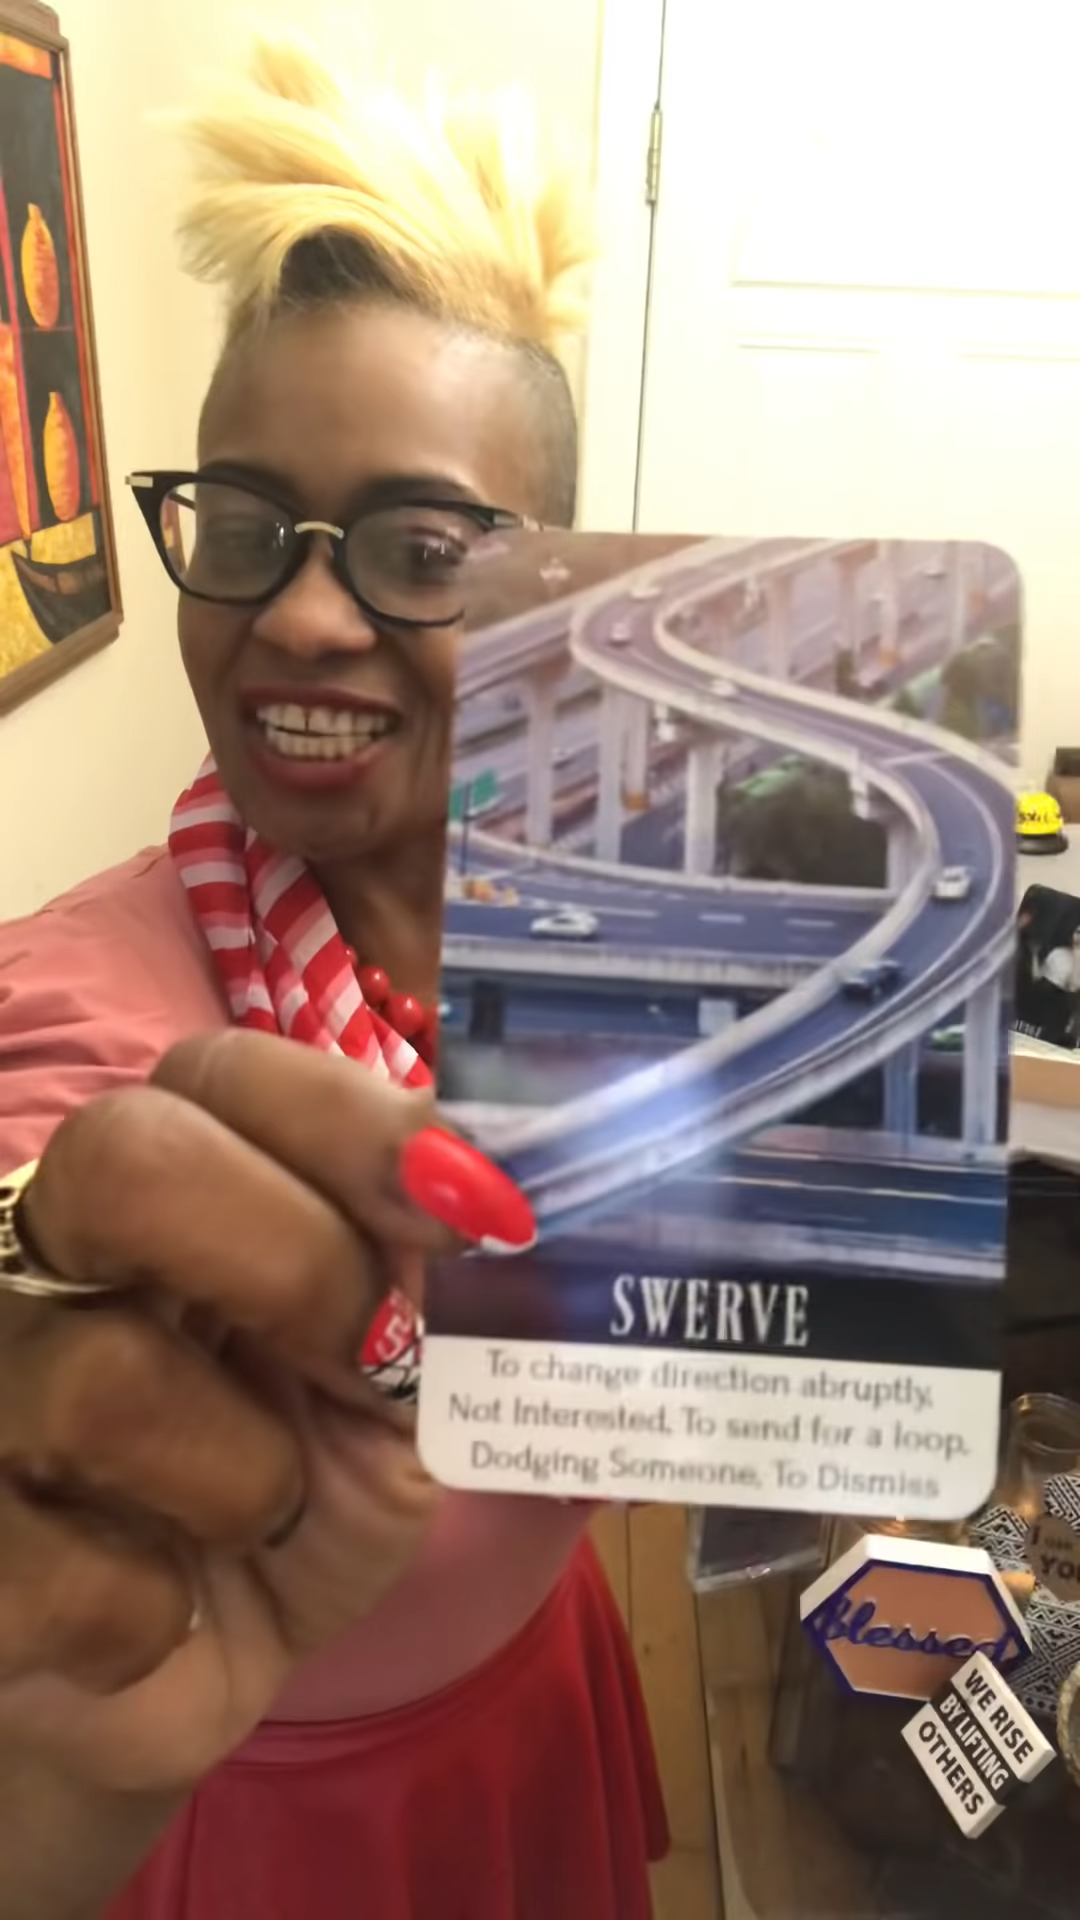 SWERVE
To change direction abruptly,
Not Interested, To send for a loop,
Dodging Someone, To Dismiss
blessed
WE RISE
BY LIFTING
OTHERS